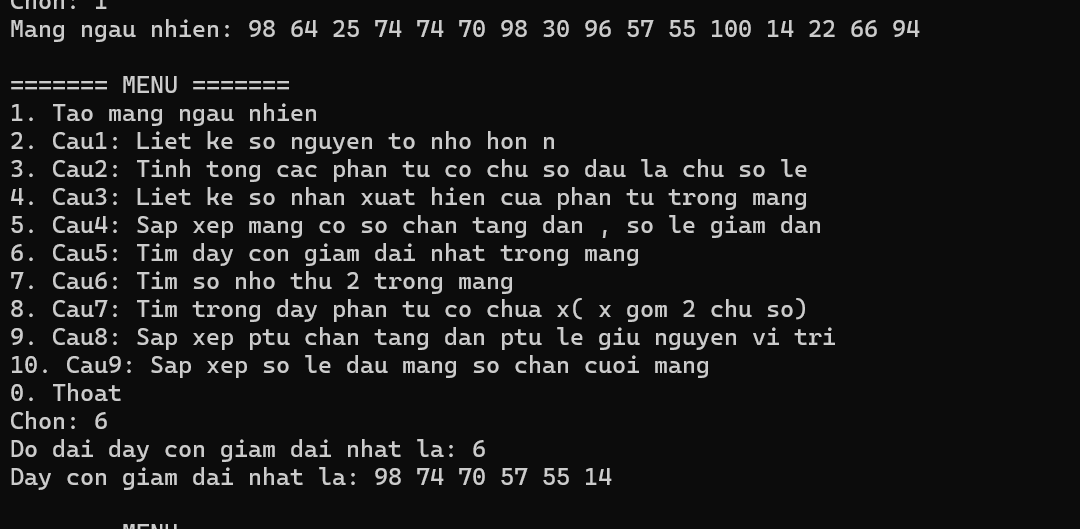 Chon: 1
Mang ngau nhien: 98 64 25 74 74 70 98 30 96 57 55 100 14 22 66 94
======= MENU =======
1. Tao mang ngau nhien
2. Cau1: Liet ke so nguyen to nho hon n
3. Cau2: Tinh tong cac phan tu co chu so dau la chu so le
4. Cau3: Liet ke so nhan xuat hien cua phan tu trong mang
5. Cau4: Sap xep mang co so chan tang dan , so le giam dan
6. Cau5: Tim day con giam dai nhat trong mang
7. Cau6: Tim so nho thu 2 trong mang
8. Cau7: Tim trong day phan tu co chua x( x gom 2 chu so)
9. Cau8: Sap xep ptu chan tang dan ptu le giu nguyen vi tri
10. Cau9: Sap xep so le dau mang so chan cuoi mang
0. Thoat
Chon: 6
Do dai day con giam dai nhat la: 6
Day con giam dai nhat la: 98 74 70 57 55 14
MENU